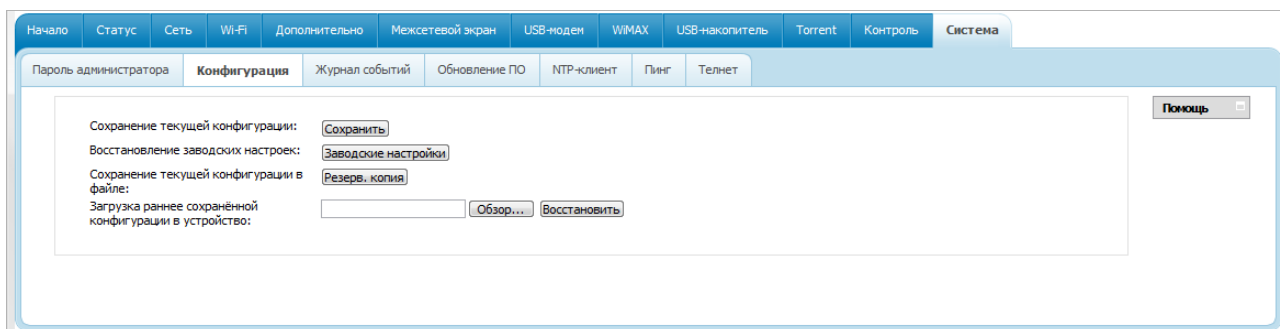 Начало Статус Сеть Wi-Fi Дополнительно Межсетевой экран USB-модем WiMAX USB-накопитель Torrent Контроль Система
Пароль администратора Конфигурация Журнал событий Обновление ПО NTP-клиент Пинг Телнет
Помощь
Сохранение текущей конфигурации: Сохранить
Восстановление заводских настроек: Заводские настройки
Сохранение текущей конфигурации в Резерв. копия
файле:
Загрузка раннее сохранённой
конфигурации в устройство: Обзор... Восстановить